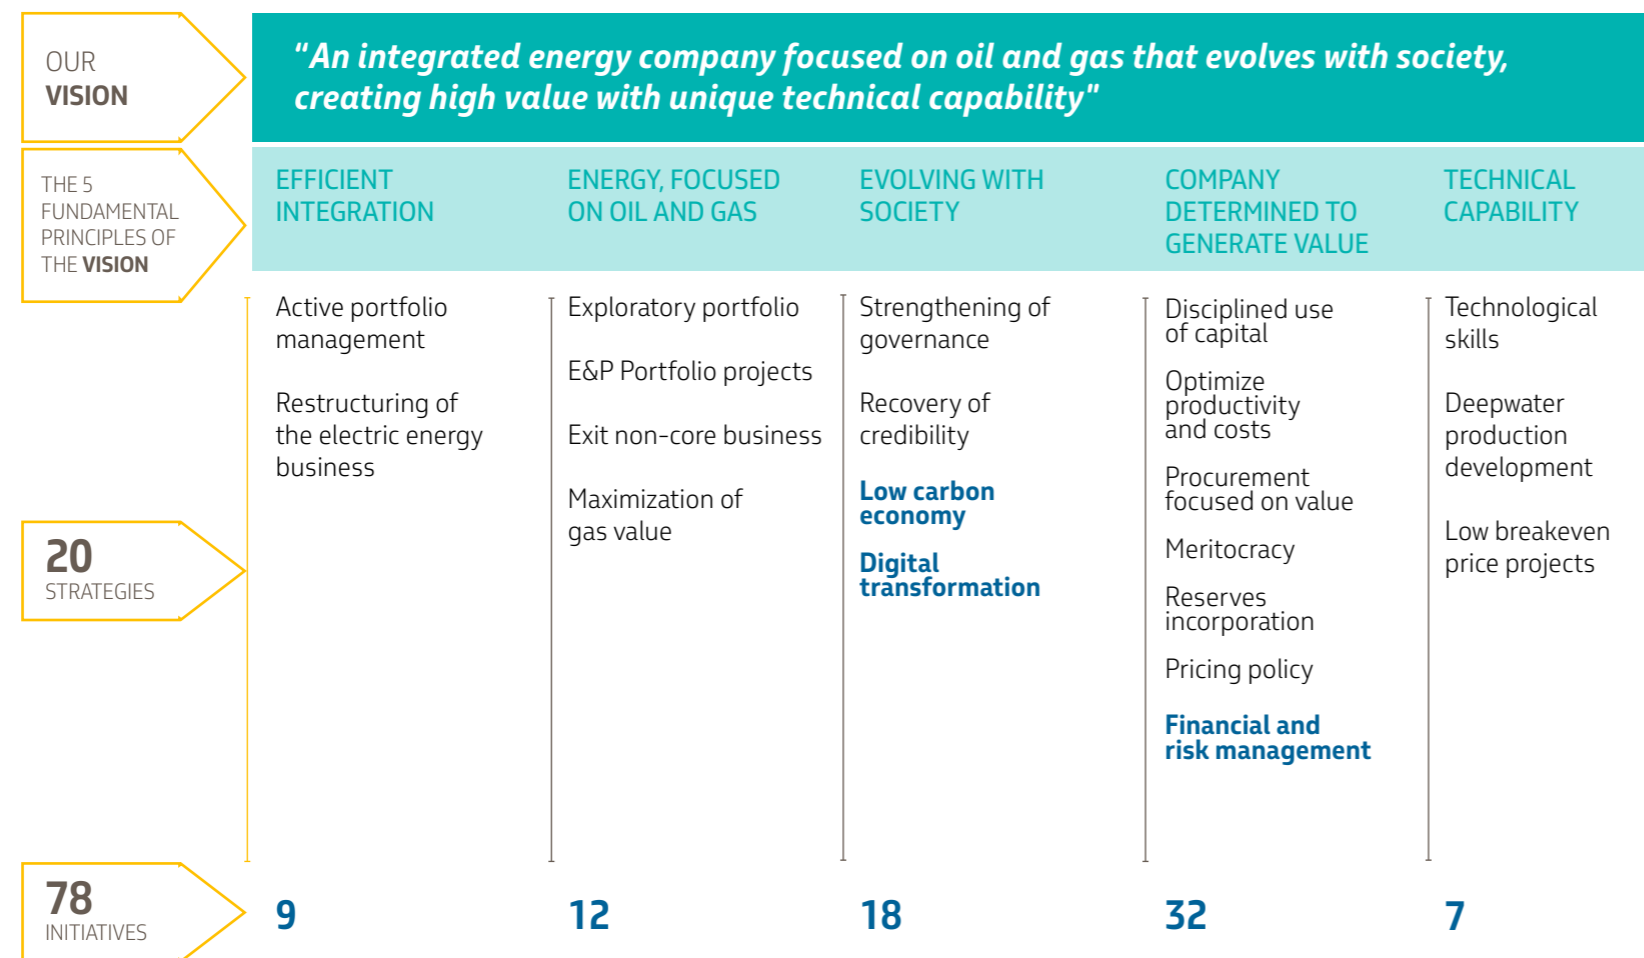 OUR
VISION
"An integrated energy company focused on oil and gas that evolves with society,
creating high value with unique technical capability"
THE 5
FUNDAMENTAL
PRINCIPLES OF
THE VISION
EFFICIENT
INTEGRATION
ENERGY, FOCUSED
ON OIL AND GAS
EVOLVING WITH
SOCIETY
COMPANY
DETERMINED TO
GENERATE VALUE
TECHNICAL
CAPABILITY
20
STRATEGIES
Active portfolio
management
Restructuring of
the electric energy
business
Exploratory portfolio
E&P Portfolio projects
Exit non-core business
Maximization of
gas value
Strengthening of
governance
Recovery of
credibility
Low carbon
economy
Digital
transformation
Disciplined use
of capital
Optimize
productivity
and costs
Procurement
focused on value
Meritocracy
Reserves
incorporation
Pricing policy
Financial and
risk management
Technological
skills
Deepwater
production
development
Low breakeven
price projects
78
INITIATIVES
9
12
18
32
7